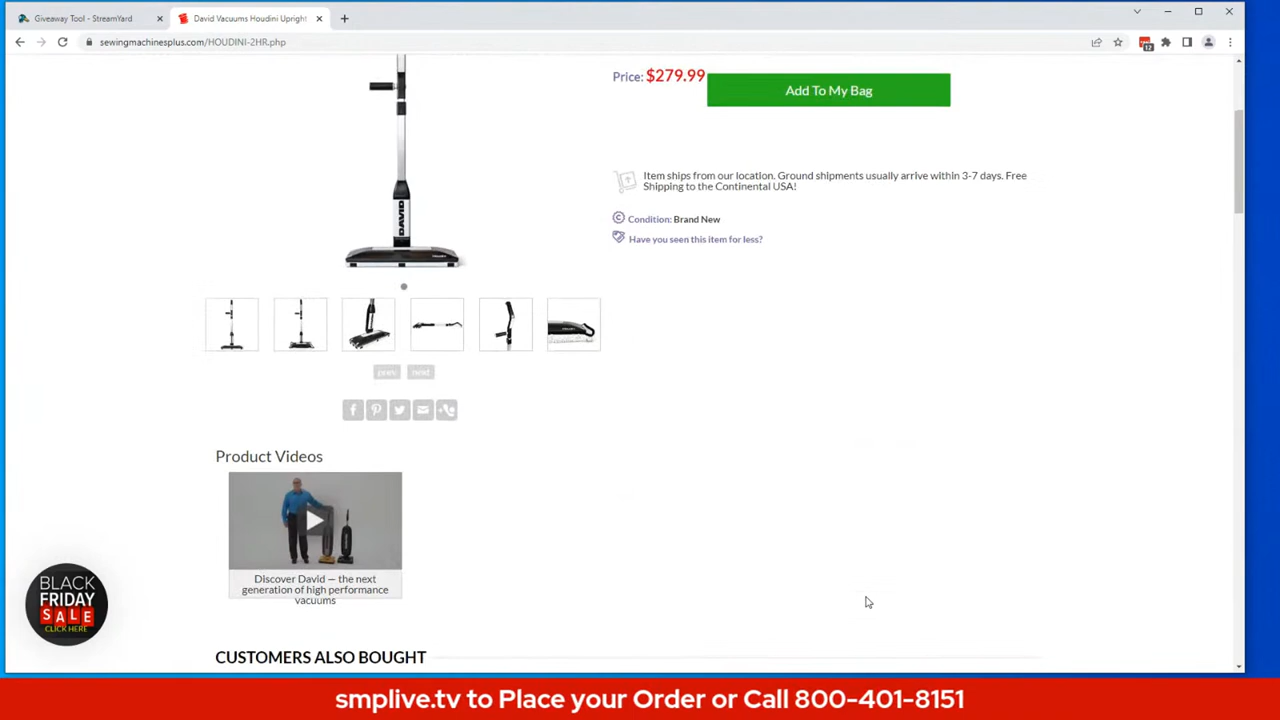 Giveaway Tool - StreamYard
David Vacuums Houdini Upright
sewingmachinesplus.com/HOUDINI-2HR.php
12
Price: $279.99
Add To My Bag
Item ships from our location. Ground shipments usually arrive within 3-7 days. Free
Shipping to the Continental USA!
Condition: Brand New
Have you seen this item for less?
DAVID
prev next
Product Videos
Discover David — the next
generation of high performance
vacuums
BLACK
FRIDAY
SALE
CLICK HERE
CUSTOMERS ALSO BOUGHT
smplive.tv to Place your Order or Call 800-401-8151